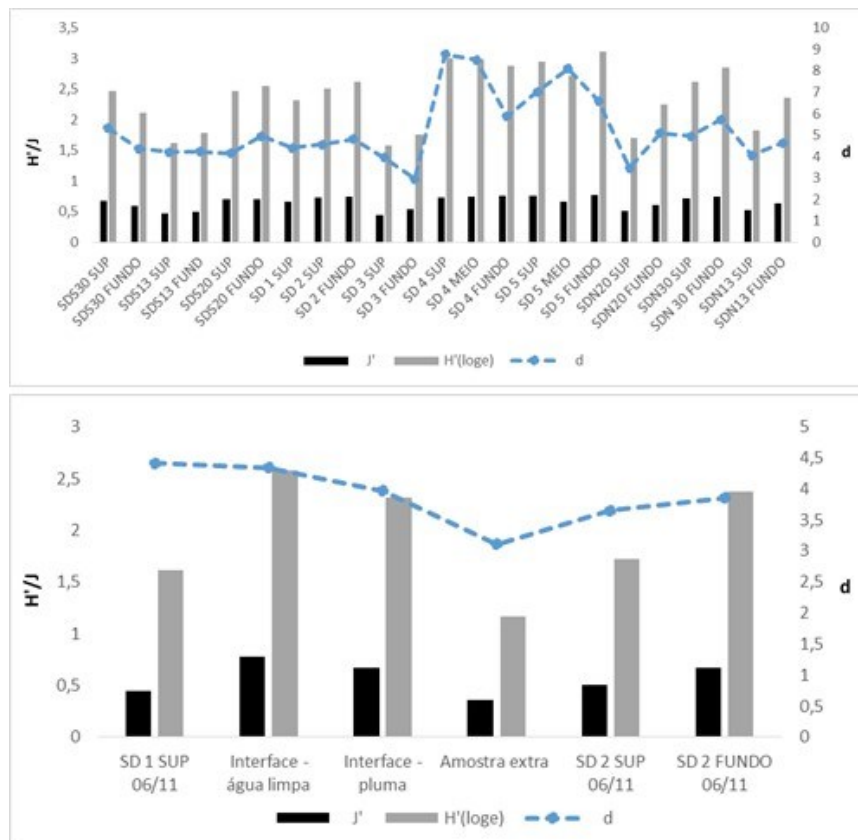 3,5
3
2,5
2
1,5
1
0,5
0
H'/J
10
9
8
7
6
5
4
3
2
1
0
d
SDS30 SUP
SDS30 FUNDO
SDS13 SUP
SDS13 FUND
SDS20 SUP
SDS20 FUNDO
SD 1 SUP
SD 2 SUP
SD 2 FUNDO
SD 3 SUP
SD 3 FUNDO
SD 4 SUP
SD 4 MEIO
SD 4 FUNDO
SD 5 SUP
SD 5 MEIO
SD 5 FUNDO
SDN20 SUP
SDN20 FUNDO
SDN30 SUP
SDN 30 FUNDO
SDN13 SUP
SDN13 FUNDO
J' H'(loge) d
3
2,5
2
1,5
1
0,5
0
H'/J
5
4,5
4
3,5
3
2,5
2
1,5
1
0,5
0
d
SD 1 SUP
06/11
Interface -
água limpa
Interface -
pluma
Amostra extra
SD 2 SUP
06/11
SD 2 FUNDO
06/11
J' H'(loge) d